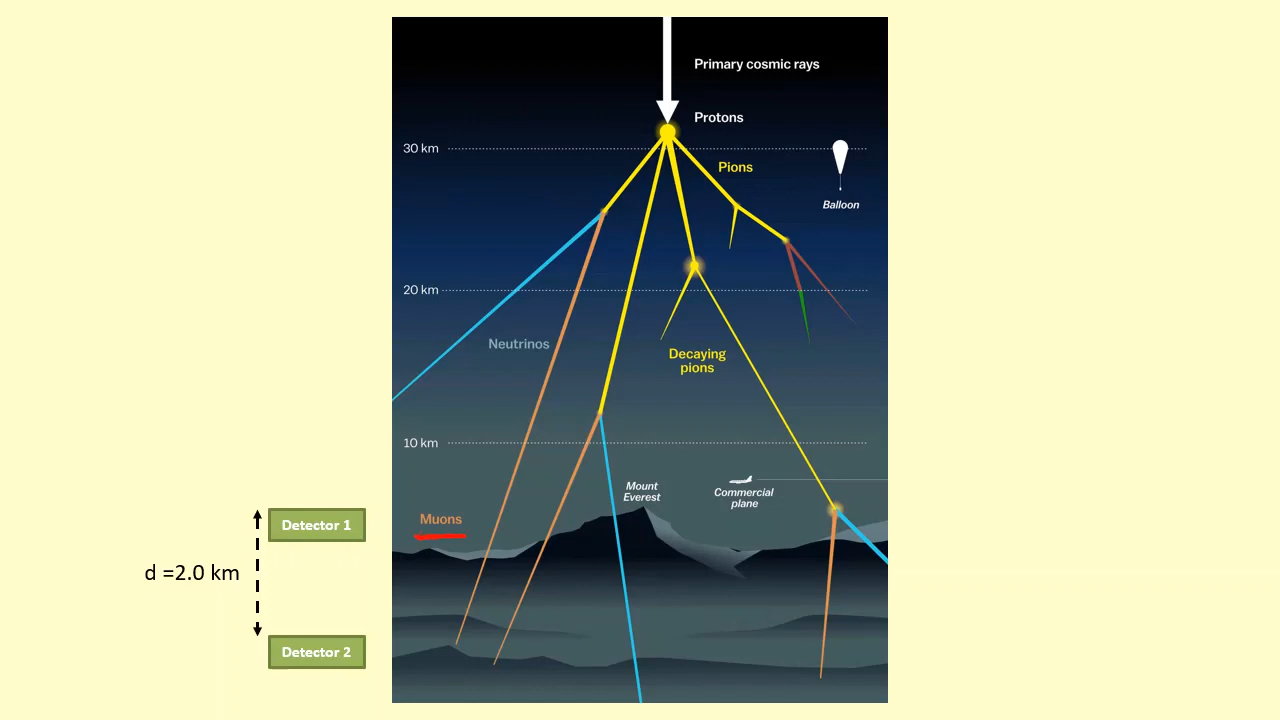 Primary cosmic rays
Protons
30 km
Pions
Balloon
20 km
Neutrinos
Decaying
pions
10 km
Mount
Everest
Commercial
plane
Muons
Detector 1
d =2.0 km
Detector 2